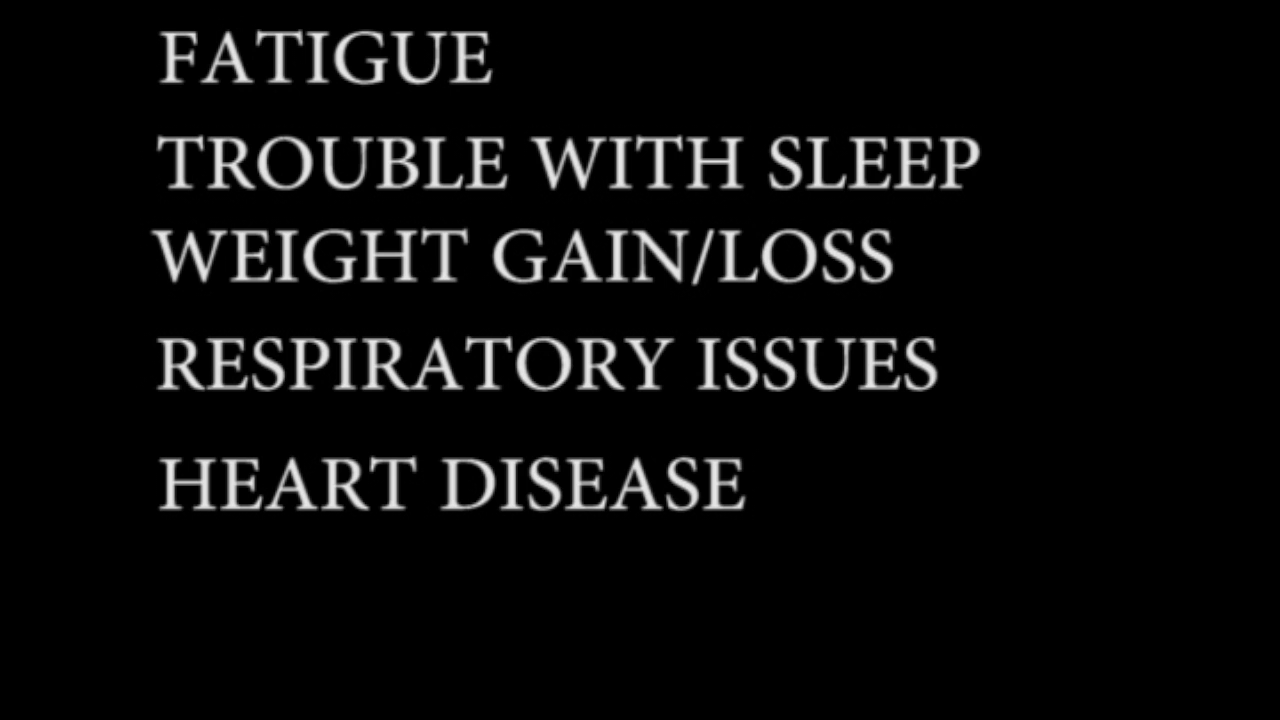 FATIGUE
TROUBLE WITH SLEEP
WEIGHT GAIN/LOSS
RESPIRATORY ISSUES
HEART DISEASE